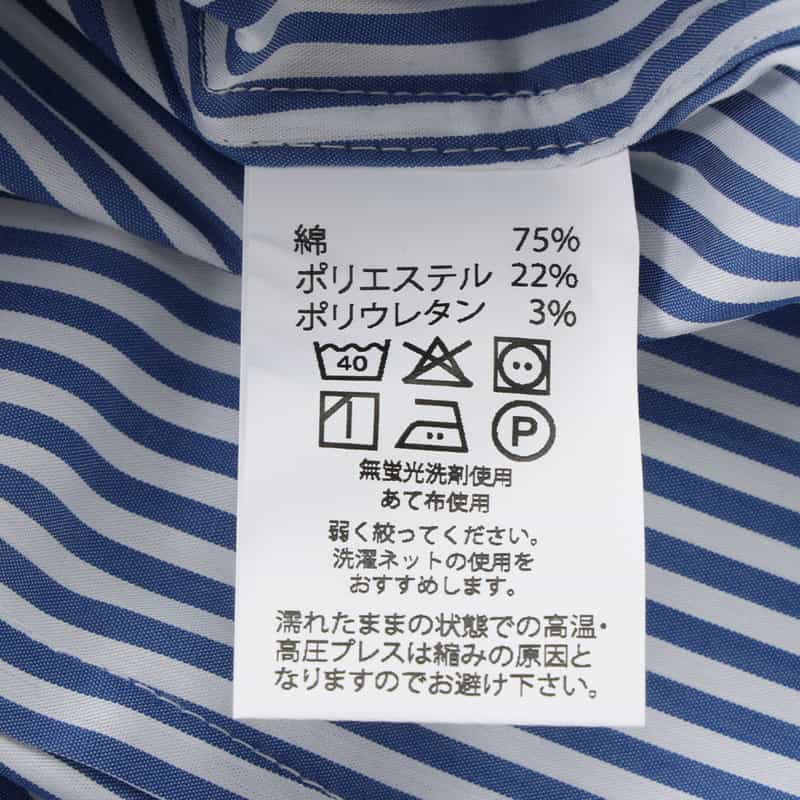 綿 75%
ポリエステル 22%
ポリウレタン 3%
40
P
無蛍光洗剤使用
あて布使用
弱く絞ってください。
洗濯ネットの使用を
おすすめします。
濡れたままの状態での高温・
高圧プレスは縮みの原因と
なりますのでお避け下さい。